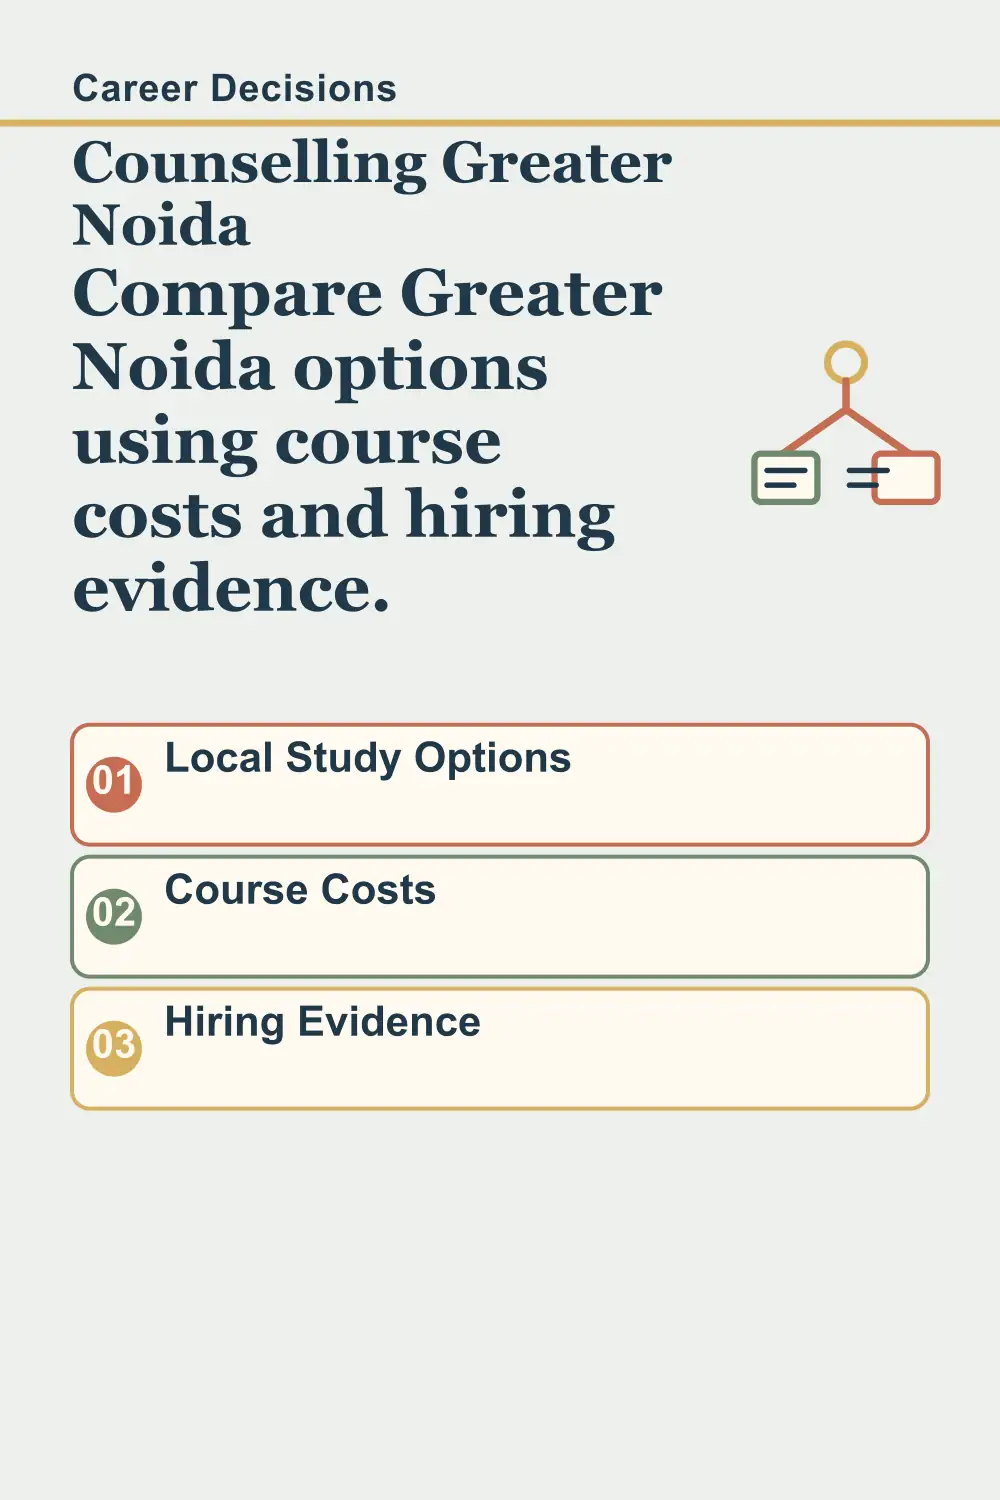 Career Decisions
Counselling Greater
Noida
Compare Greater
Noida options
using course
costs and hiring
evidence.
01
Local Study Options
02
Course Costs
03
Hiring Evidence